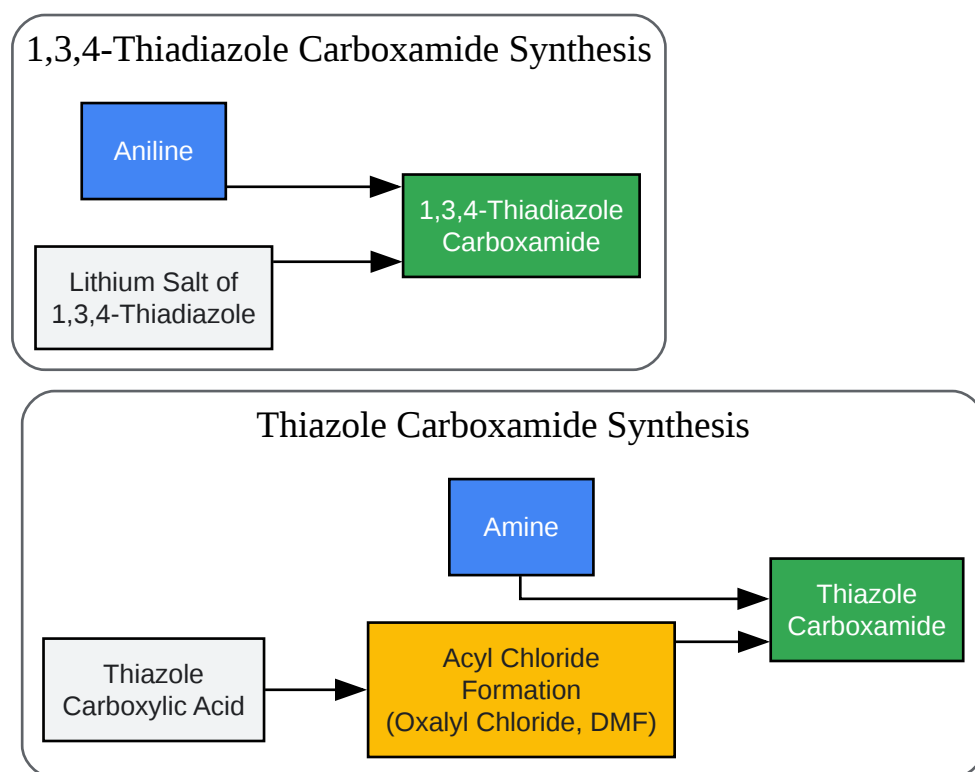 1,3,4-Thiadiazole Carboxamide Synthesis
Aniline
1,3,4-Thiadiazole
Carboxamide
Lithium Salt of
1,3,4-Thiadiazole
Thiazole Carboxamide Synthesis
Amine
Thiazole
Carboxamide
Acyl Chloride
Formation
(Oxalyl Chloride, DMF)
Thiazole
Carboxylic Acid